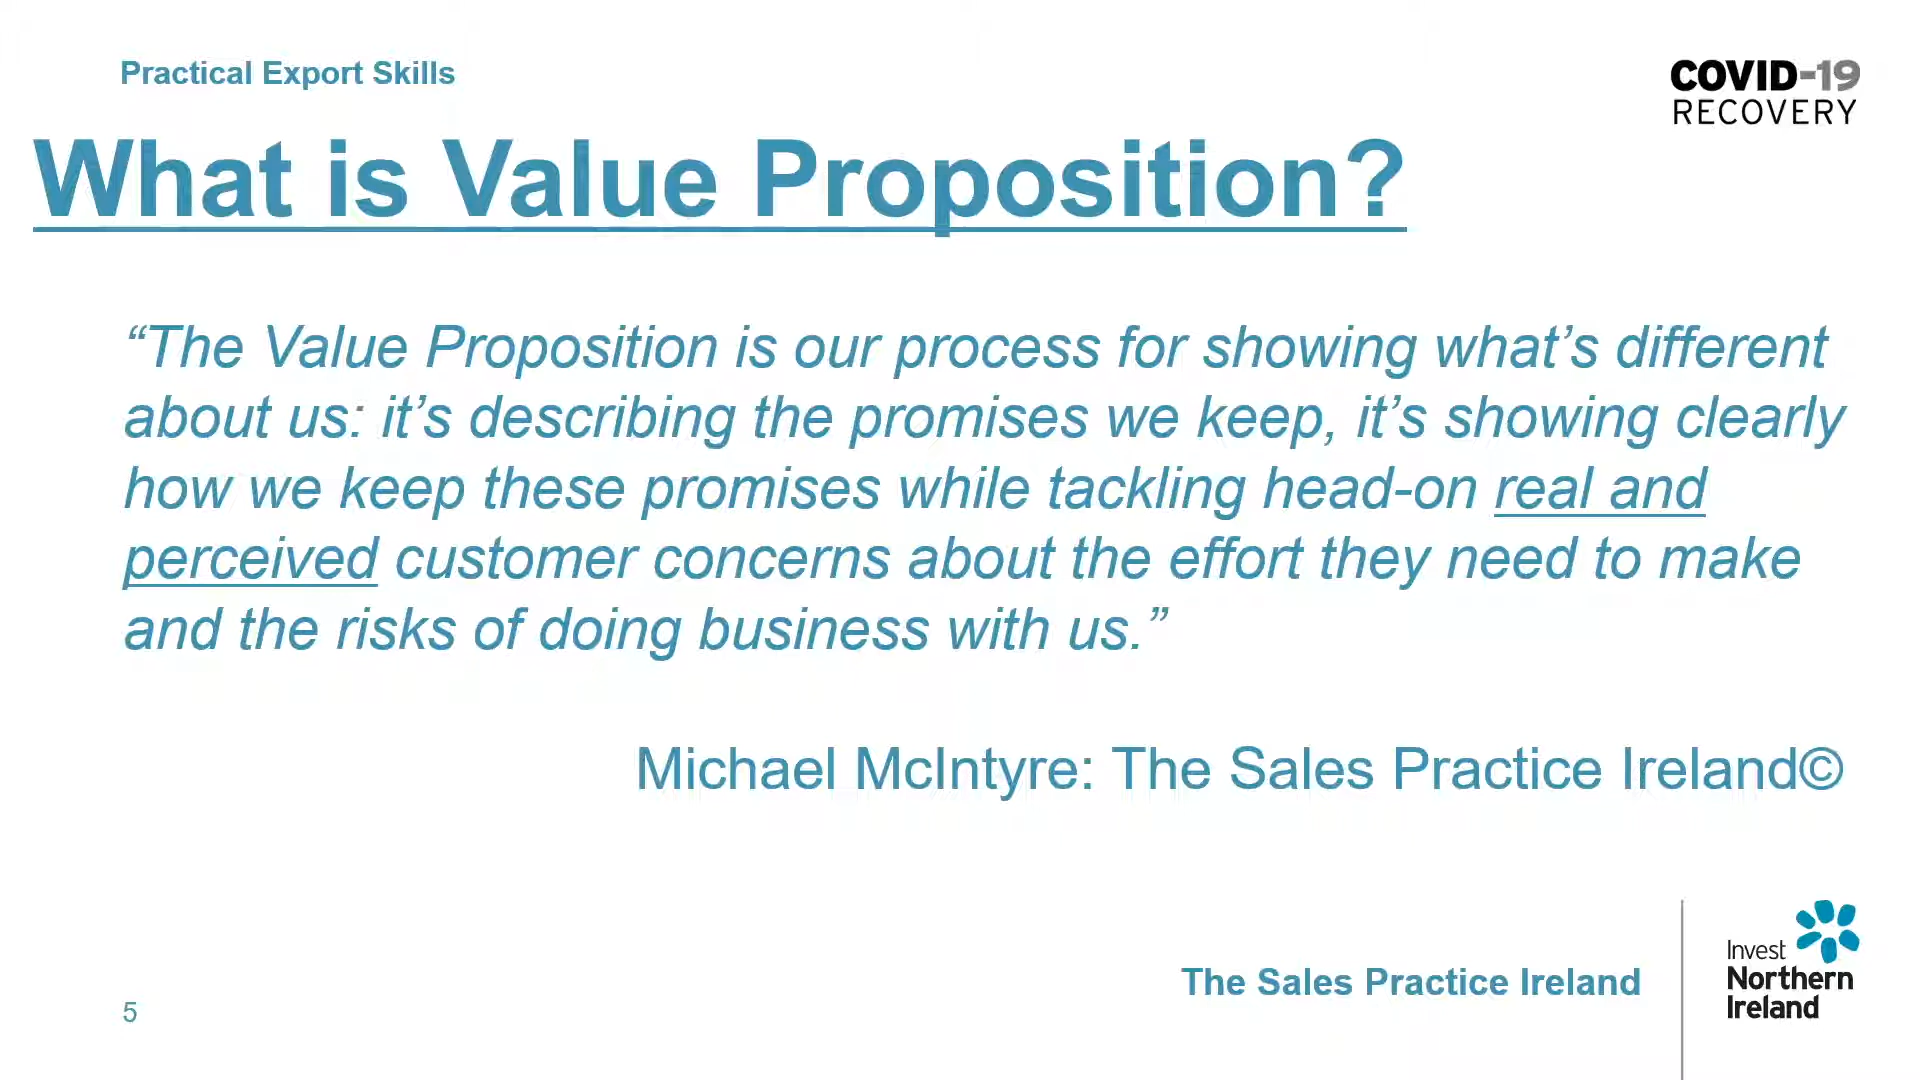 Practical Export Skills
COVID-19
RECOVERY
What is Value Proposition?
“The Value Proposition is our process for showing what’s different
about us: it’s describing the promises we keep, it’s showing clearly
how we keep these promises while tackling head-on real and
perceived customer concerns about the effort they need to make
and the risks of doing business with us.”
Michael McIntyre: The Sales Practice Ireland©
The Sales Practice Ireland
Invest
Northern
Ireland
5